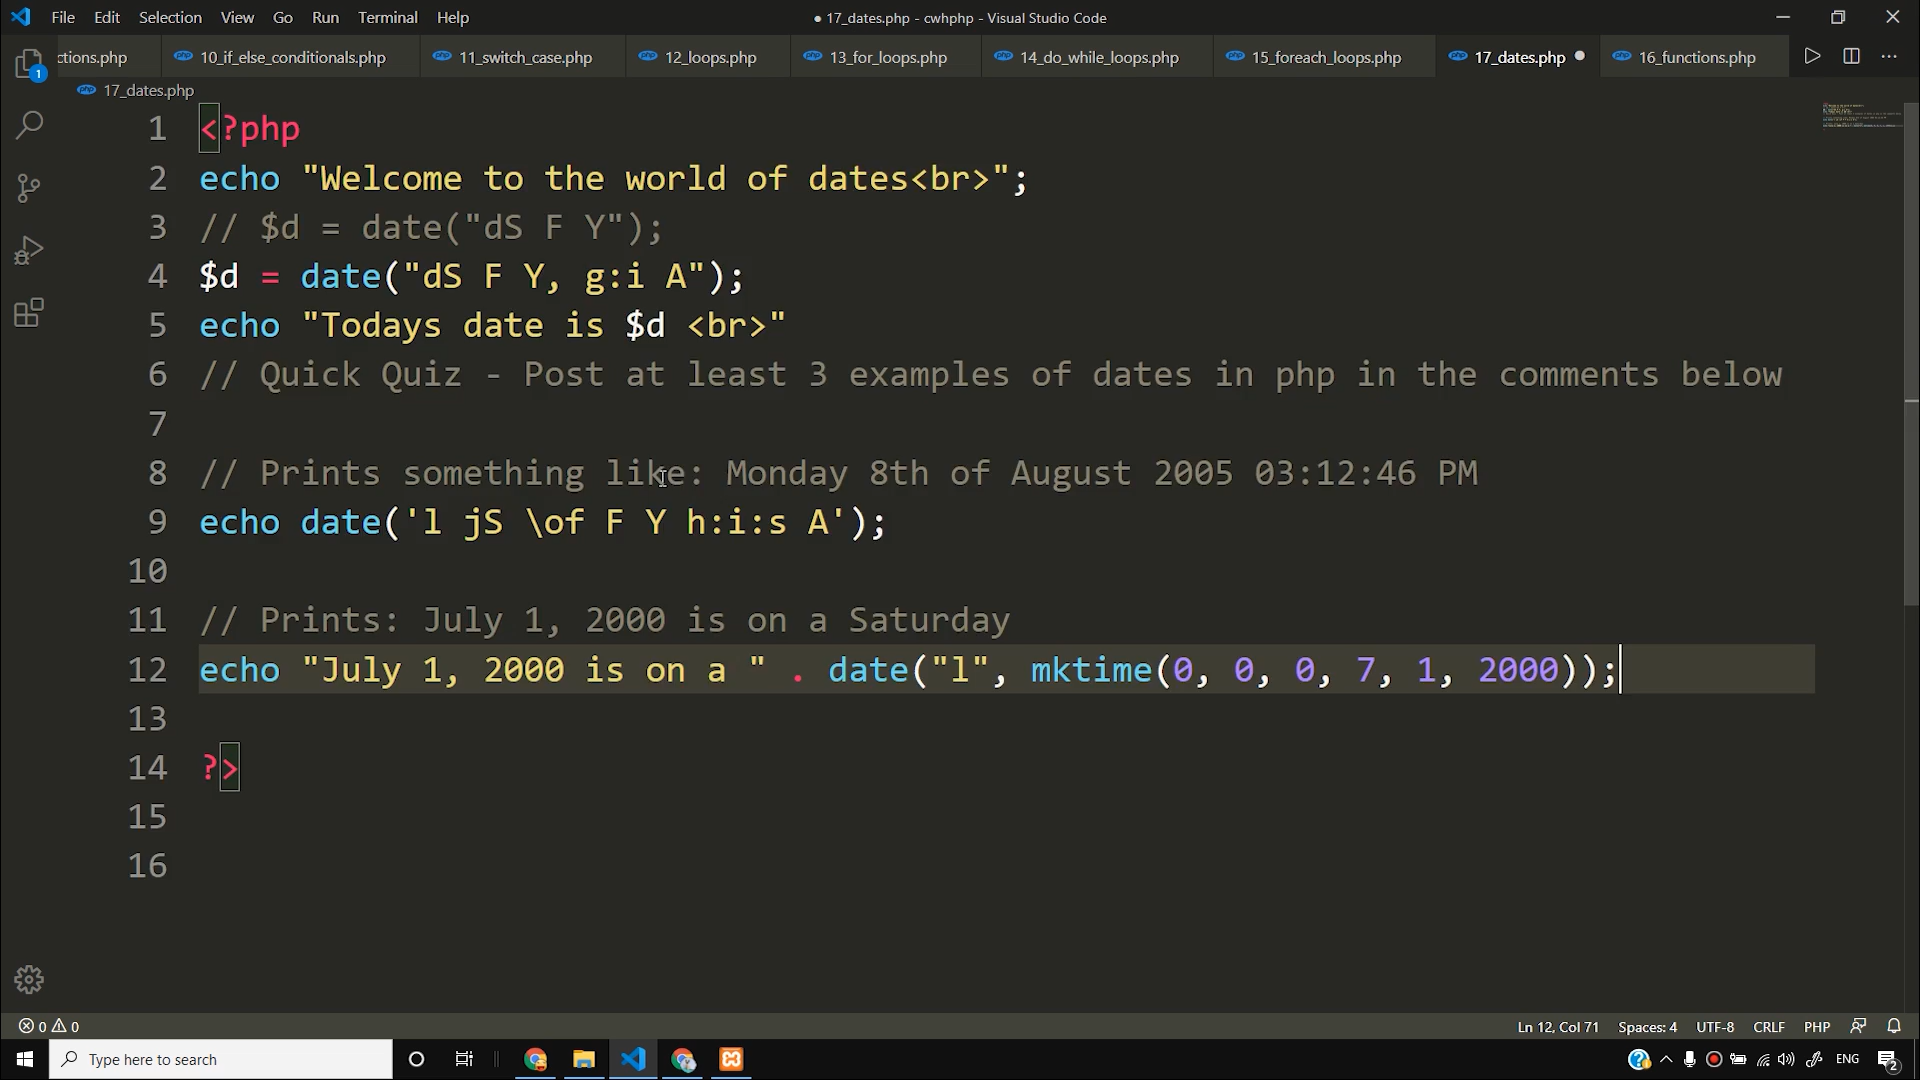 File Edit Selection View Go Run Terminal Help
● 17_dates.php - cwhphp - Visual Studio Code
ctions.php 10_if_else_conditionals.php 11_switch_case.php 12_loops.php 13_for_loops.php 14_do_while_loops.php 15_foreach_loops.php 17_dates.php ● 16_functions.php
1
17_dates.php
1 <?php
2 echo "Welcome to the world of dates<br>";
3 // $d = date("dS F Y");
4 $d = date("dS F Y, g:i A");
5 echo "Todays date is $d <br>"
6 // Quick Quiz - Post at least 3 examples of dates in php in the comments below
7
8 // Prints something like: Monday 8th of August 2005 03:12:46 PM
9 echo date('l jS \of F Y h:i:s A');
10
11 // Prints: July 1, 2000 is on a Saturday
12 echo "July 1, 2000 is on a " . date("l", mktime(0, 0, 0, 7, 1, 2000));
13
14 ?>
15
16
0 0 Ln 12, Col 71 Spaces: 4 UTF-8 CRLF PHP
Type here to search ENG 2